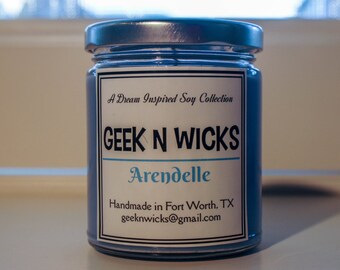 A Dream Inspired Soy Collection
GEEK N WICKS
Arendelle
Handmade in Fort Worth, TX
geeknwicks@gmail.com